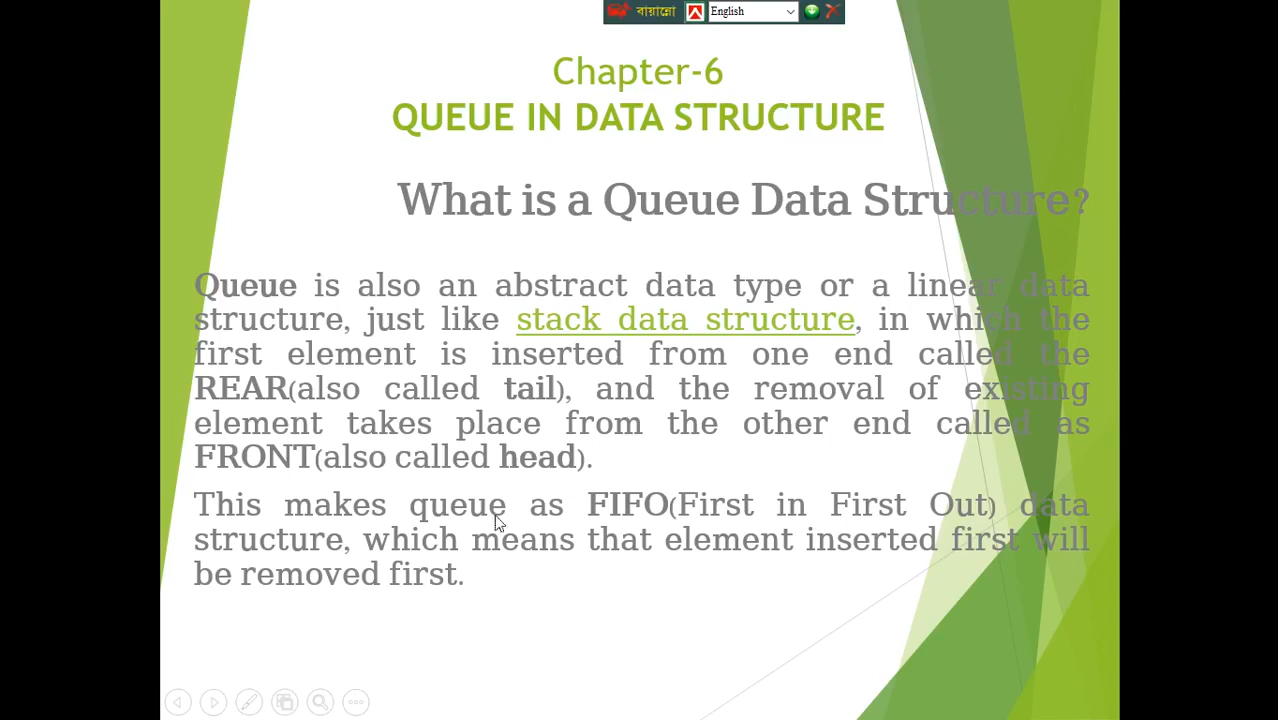 বায়ান্নো English
Chapter-6
QUEUE IN DATA STRUCTURE
What is a Queue Data Structure?
Queue is also an abstract data type or a linear data
structure, just like stack data structure, in which the
first element is inserted from one end called the
REAR(also called tail), and the removal of existing
element takes place from the other end called as
FRONT(also called head).
This makes queue as FIFO(First in First Out) data
structure, which means that element inserted first will
be removed first.